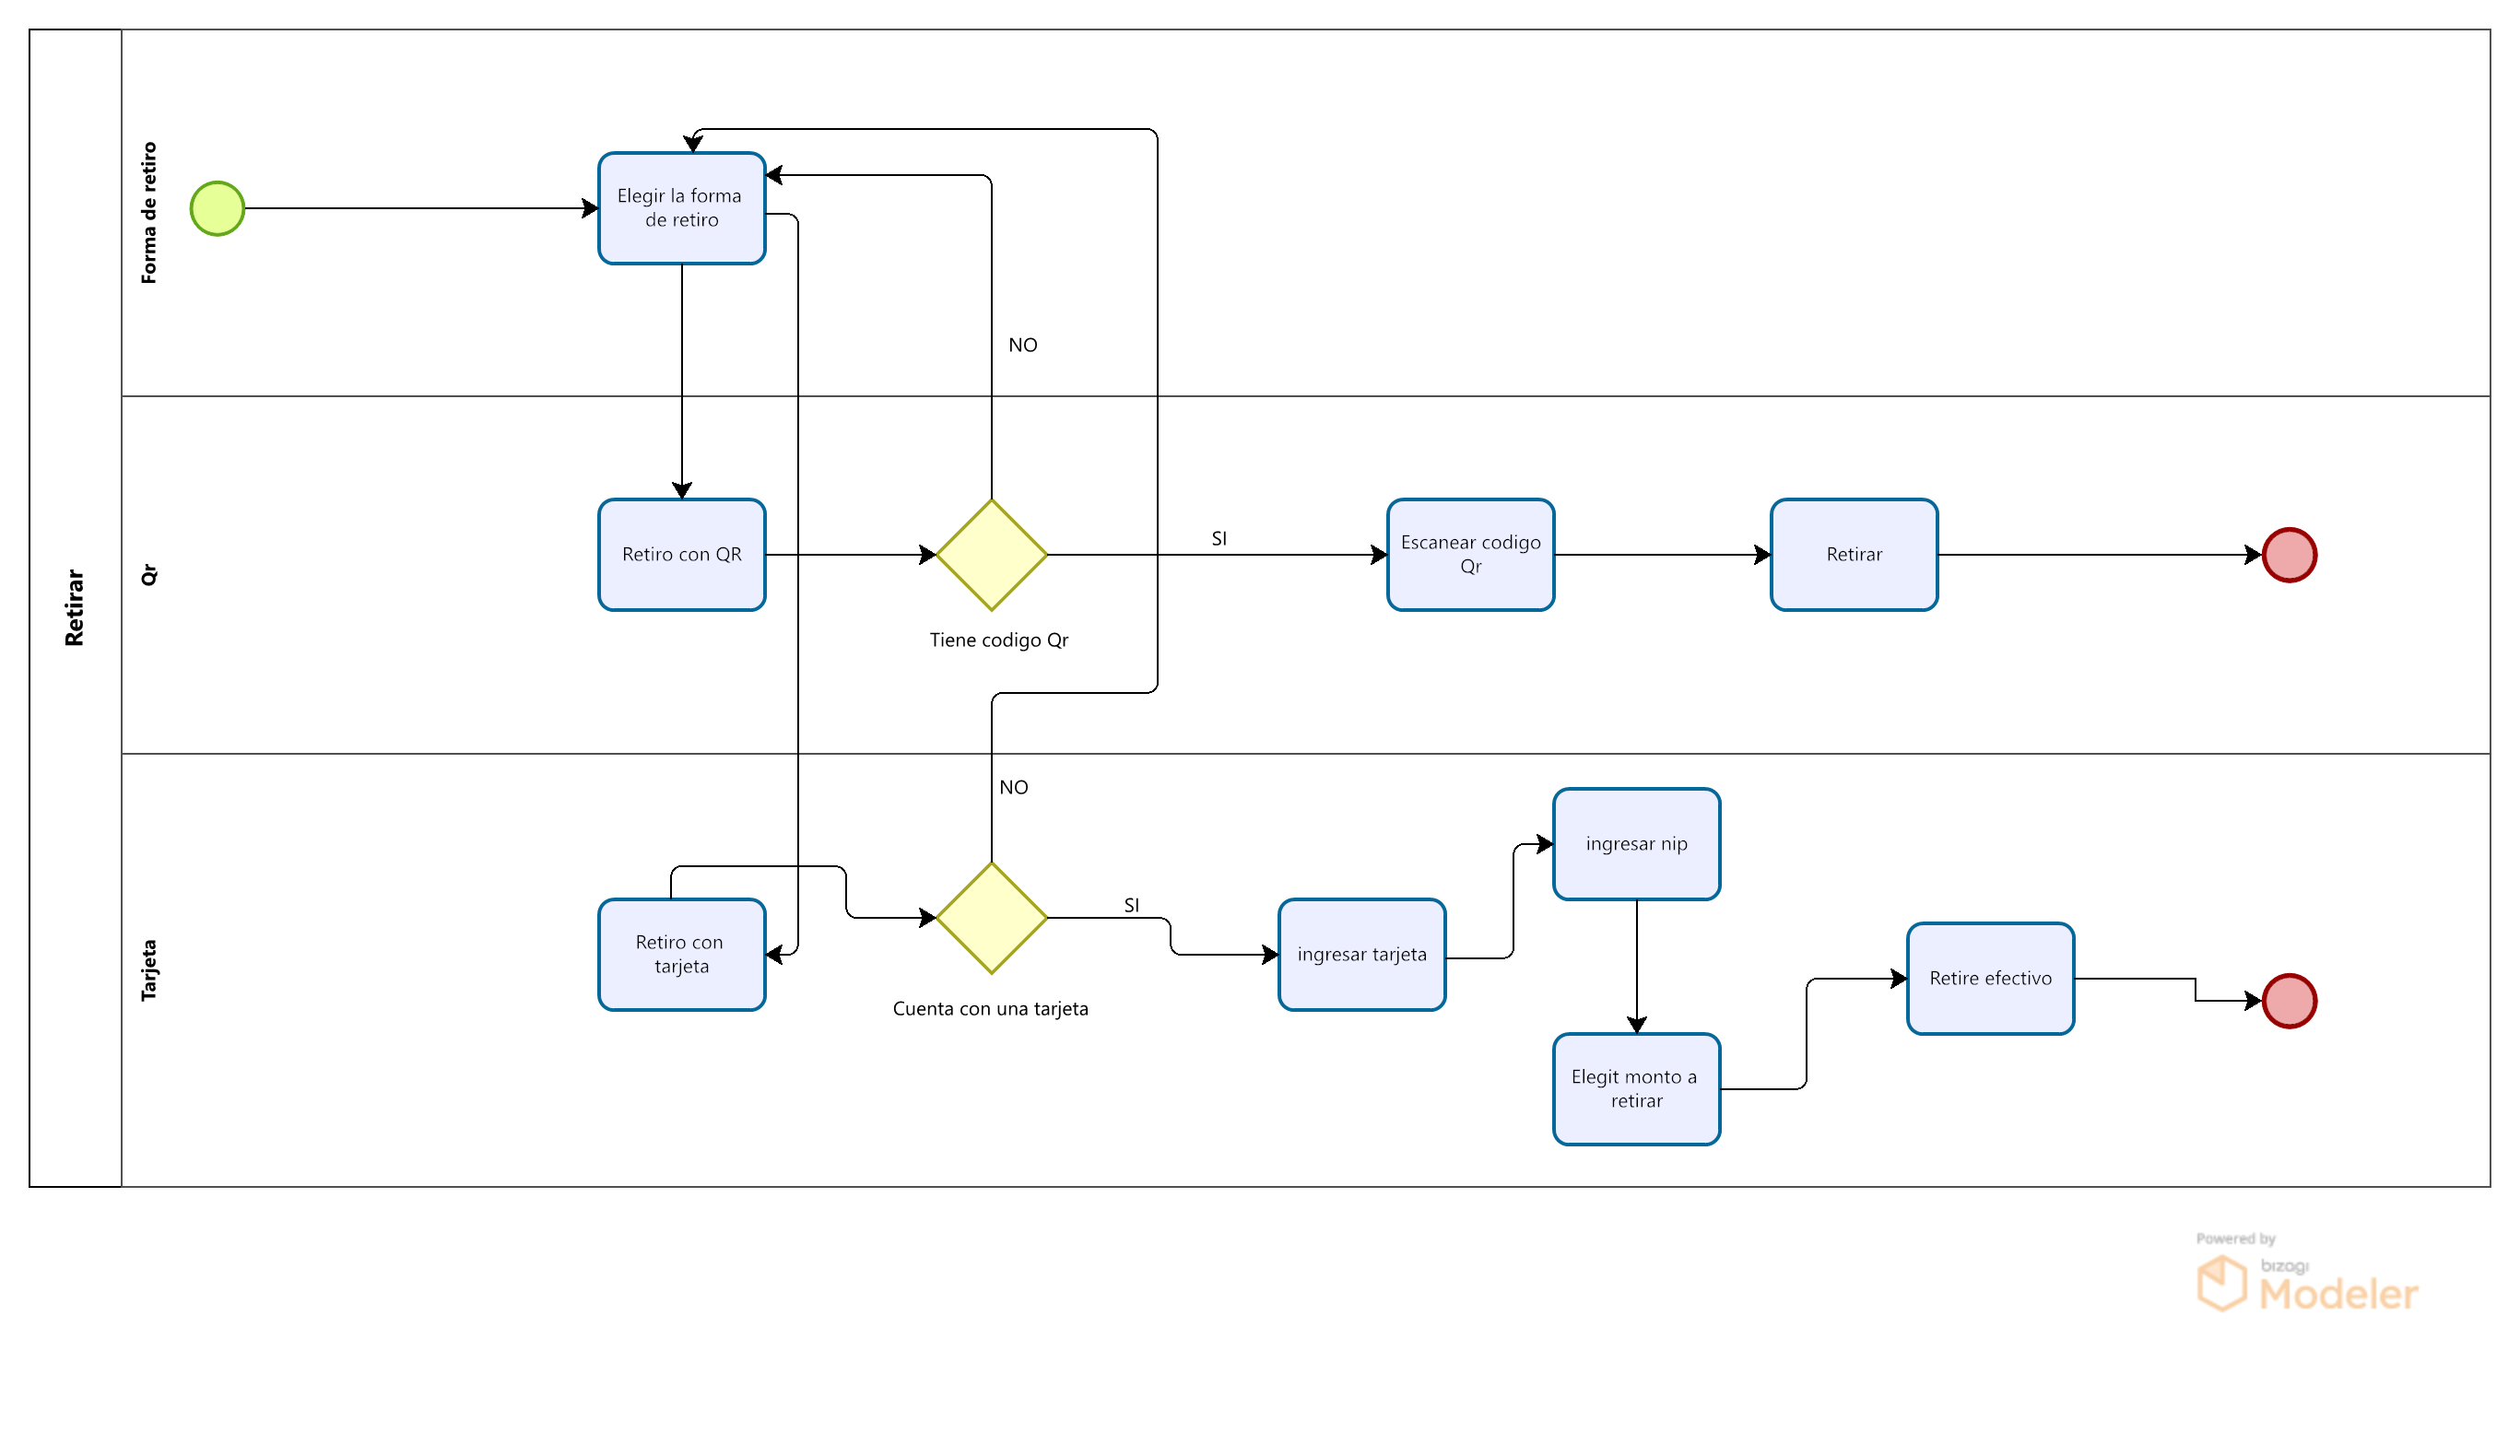 Retirar
Forma de retiro
Elegir la forma
de retiro
NO
Qr
Retiro con QR
Tiene codigo Qr
SI
Escanear codigo
Qr
Retirar
Tarjeta
NO
Retiro con
tarjeta
Cuenta con una tarjeta
SI
ingresar tarjeta
ingresar nip
Elegit monto a
retirar
Retire efectivo
Powered by
bizagi
Modeler